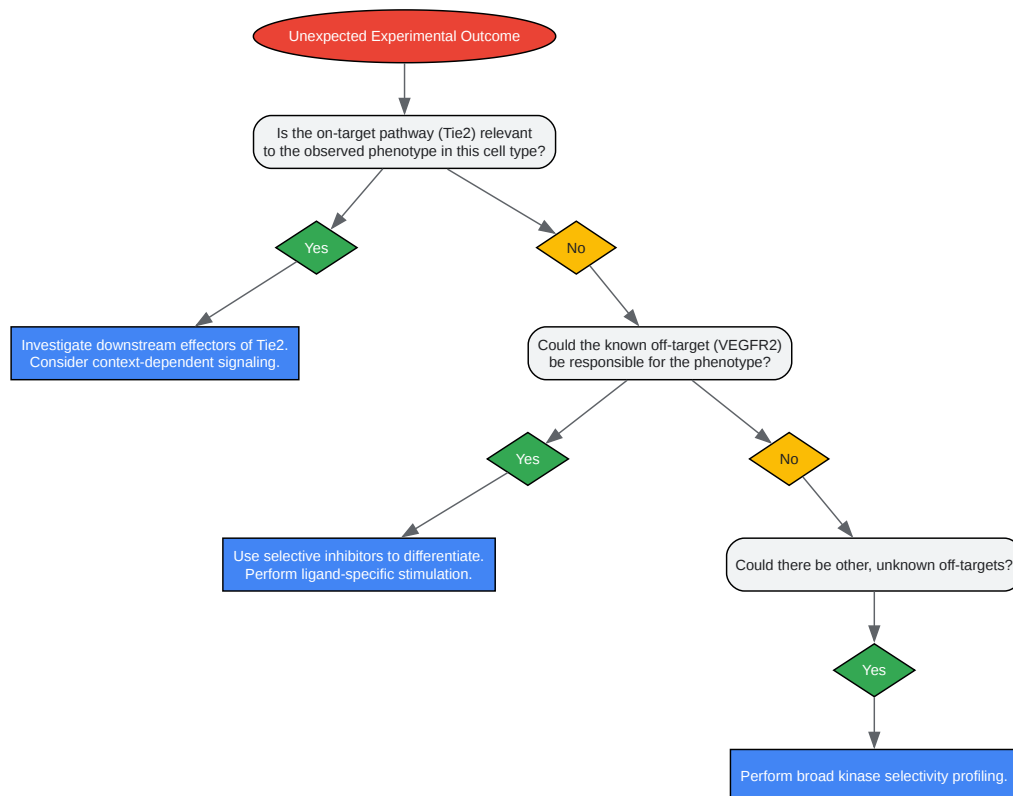 Unexpected Experimental Outcome
Is the on-target pathway (Tie2) relevant
to the observed phenotype in this cell type?
Yes
No
Investigate downstream effectors of Tie2.
Consider context-dependent signaling.
Could the known off-target (VEGFR2)
be responsible for the phenotype?
Yes
No
Use selective inhibitors to differentiate.
Perform ligand-specific stimulation.
Could there be other, unknown off-targets?
Yes
Perform broad kinase selectivity profiling.